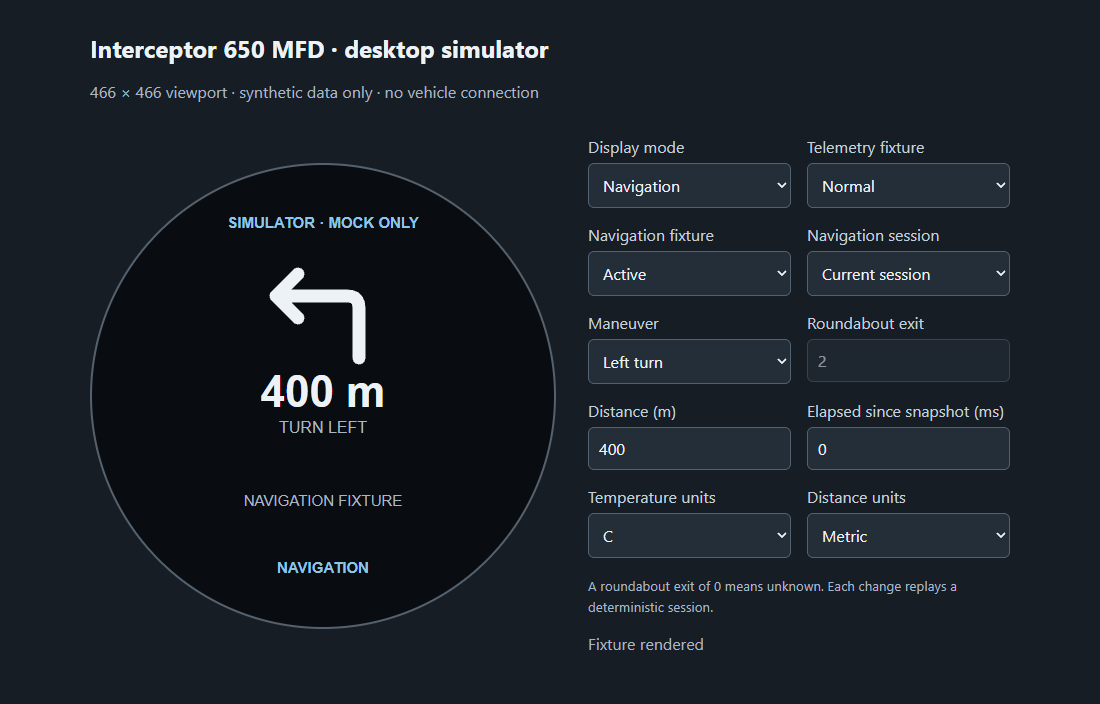 Interceptor 650 MFD · desktop simulator
466 × 466 viewport · synthetic data only · no vehicle connection
SIMULATOR · MOCK ONLY
400 m
TURN LEFT
NAVIGATION FIXTURE
NAVIGATION
Display mode
Navigation
Telemetry fixture
Normal
Navigation fixture
Active
Navigation session
Current session
Maneuver
Left turn
Roundabout exit
2
Distance (m)
400
Elapsed since snapshot (ms)
0
Temperature units
C
Distance units
Metric
A roundabout exit of 0 means unknown. Each change replays a
deterministic session.
Fixture rendered